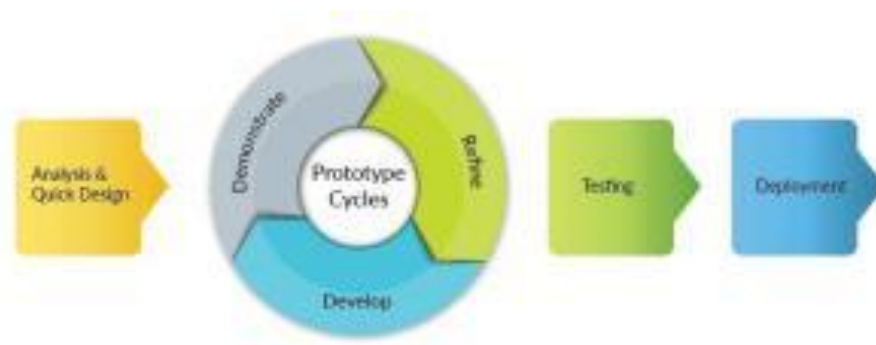 Analysis &
Quick Design
Demonstrate
Refine
Prototype
Cycles
Develop
Testing
Deployment